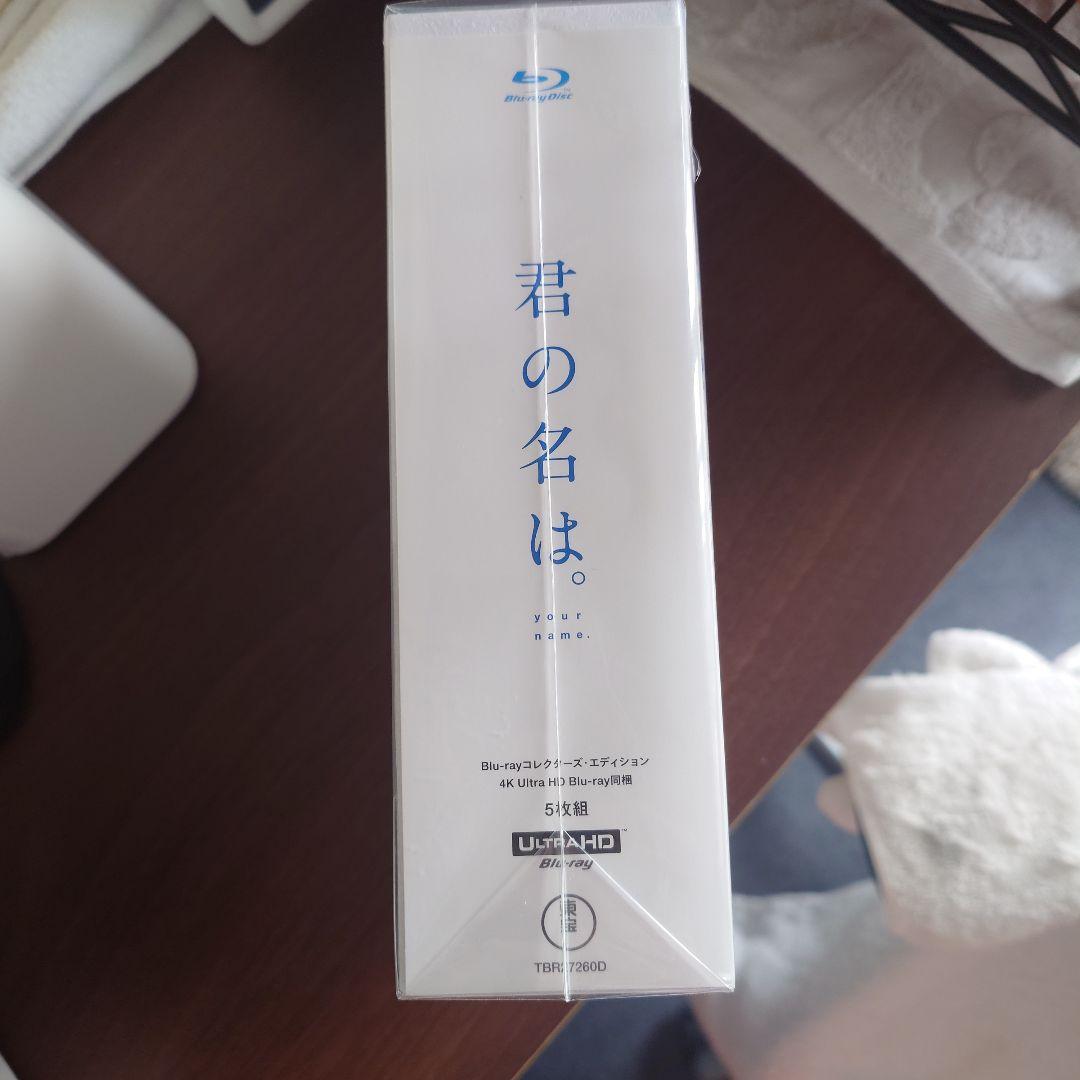 Blu-ray Disc
君の名は。
your
name.
Blu-rayコレクターズ・エディション
4K Ultra HD Blu-ray同梱
5枚組
ULTRA HD™
Blu-ray
東宝
TBR27260D